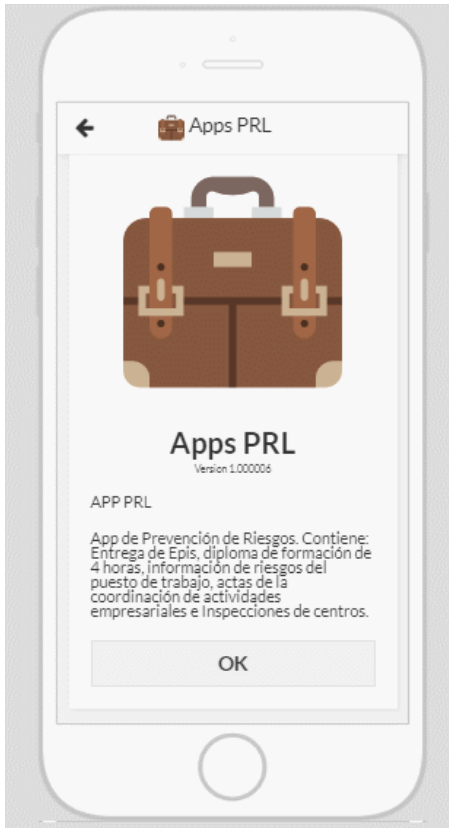 Apps PRL
Apps PRL
Version 1.000006
APP PRL
App de Prevención de Riesgos. Contiene:
Entrega de Epis, diploma de formación de
4 horas, información de riesgos del
puesto de trabajo, actas de la
coordinación de actividades
empresariales e Inspecciones de centros.
OK